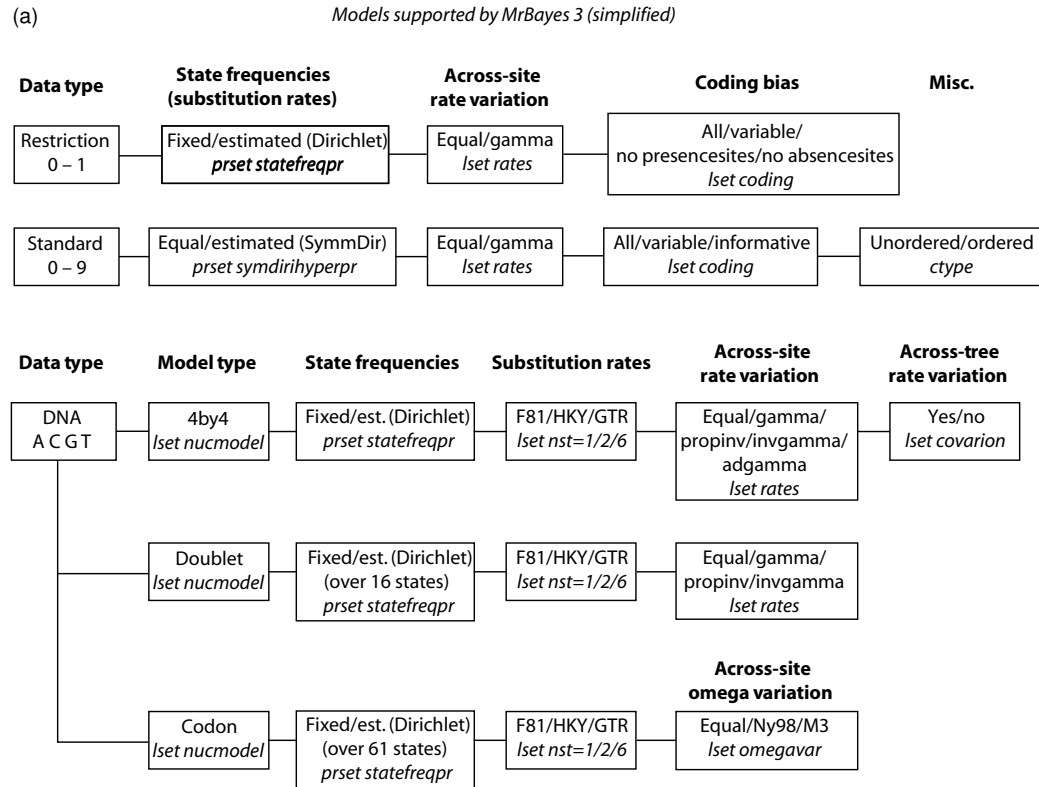 (a)
Models supported by MrBayes 3 (simplified)
Data type
State frequencies
(substitution rates)
Across-site
rate variation
Coding bias
Misc.
Restriction
0 – 1
Fixed/estimated (Dirichlet)
prset statefreqpr
Equal/gamma
lset rates
All/variable/
no presencesites/no absencesites
lset coding
Standard
0 – 9
Equal/estimated (SymmDir)
prset symdirihyperpr
Equal/gamma
lset rates
All/variable/informative
lset coding
Unordered/ordered
ctype
Data type
Model type
State frequencies
Substitution rates
Across-site
rate variation
Across-tree
rate variation
DNA
A C G T
4by4
lset nucmodel
Fixed/est. (Dirichlet)
prset statefreqpr
F81/HKY/GTR
lset nst=1/2/6
Equal/gamma/
propinv/invgamma/
adgamma
lset rates
Yes/no
lset covarion
Doublet
lset nucmodel
Fixed/est. (Dirichlet)
(over 16 states)
prset statefreqpr
F81/HKY/GTR
lset nst=1/2/6
Equal/gamma/
propinv/invgamma
lset rates
Across-site
omega variation
Codon
lset nucmodel
Fixed/est. (Dirichlet)
(over 61 states)
prset statefreqpr
F81/HKY/GTR
lset nst=1/2/6
Equal/Ny98/M3
lset omegavar